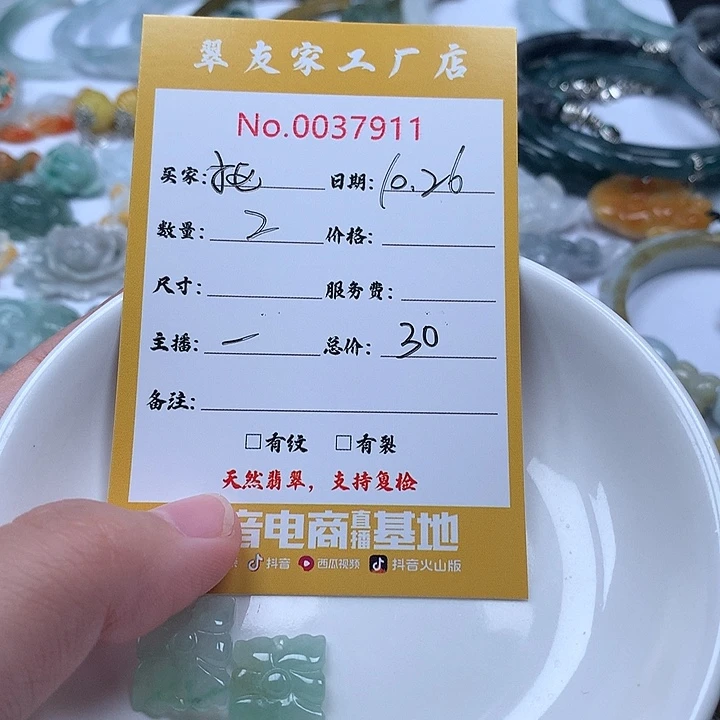 翠友家工厂店
No.0037911
买家: 日期: 10.26
数量: 2 价格:
尺寸: 服务费:
主播: 一 总价: 30
备注:
□有纹 □有裂
天然翡翠，支持复检
音电商直播基地
抖音 西瓜视频 抖音火山版